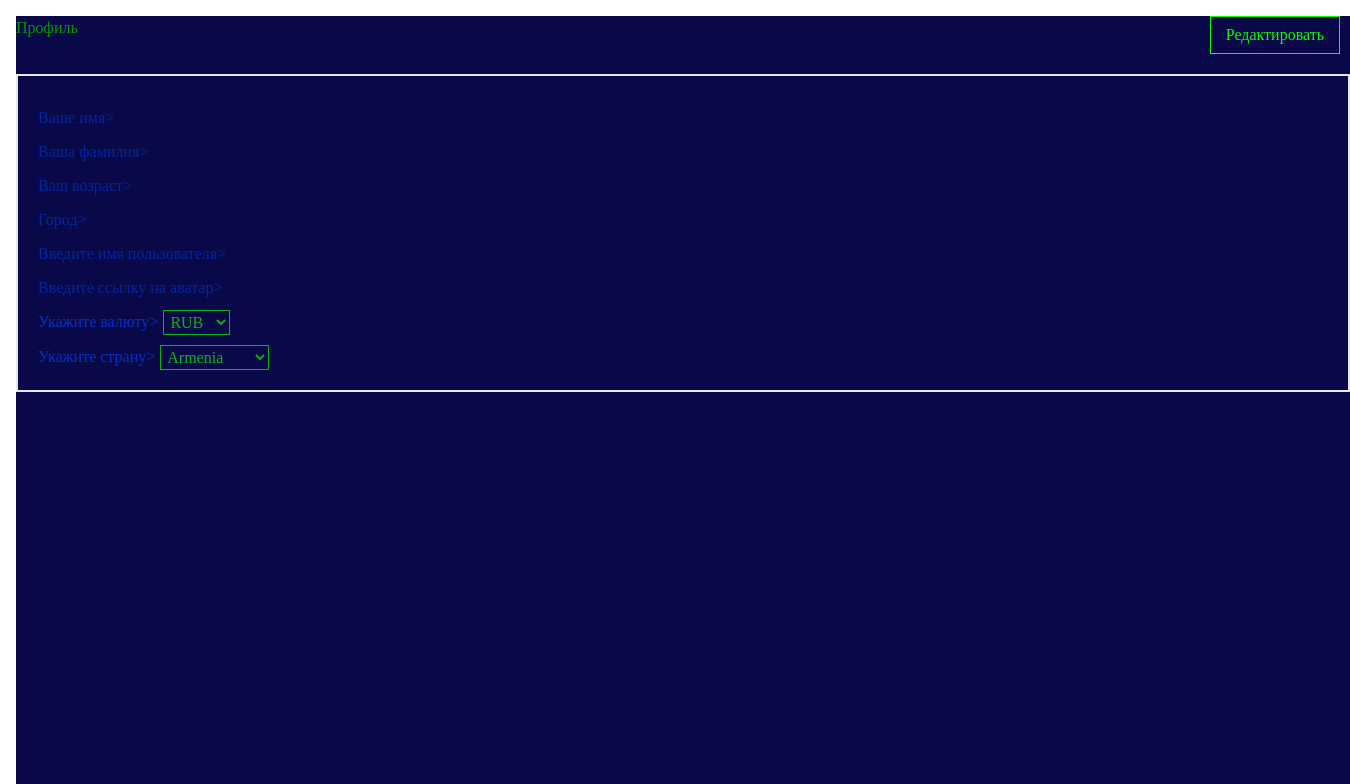 Профиль
Редактировать
Ваше имя>
Ваша фамилия>
Ваш возраст>
Город>
Введите имя пользователя>
Введите ссылку на аватар>
Укажите валюту> RUB
Укажите страну> Armenia